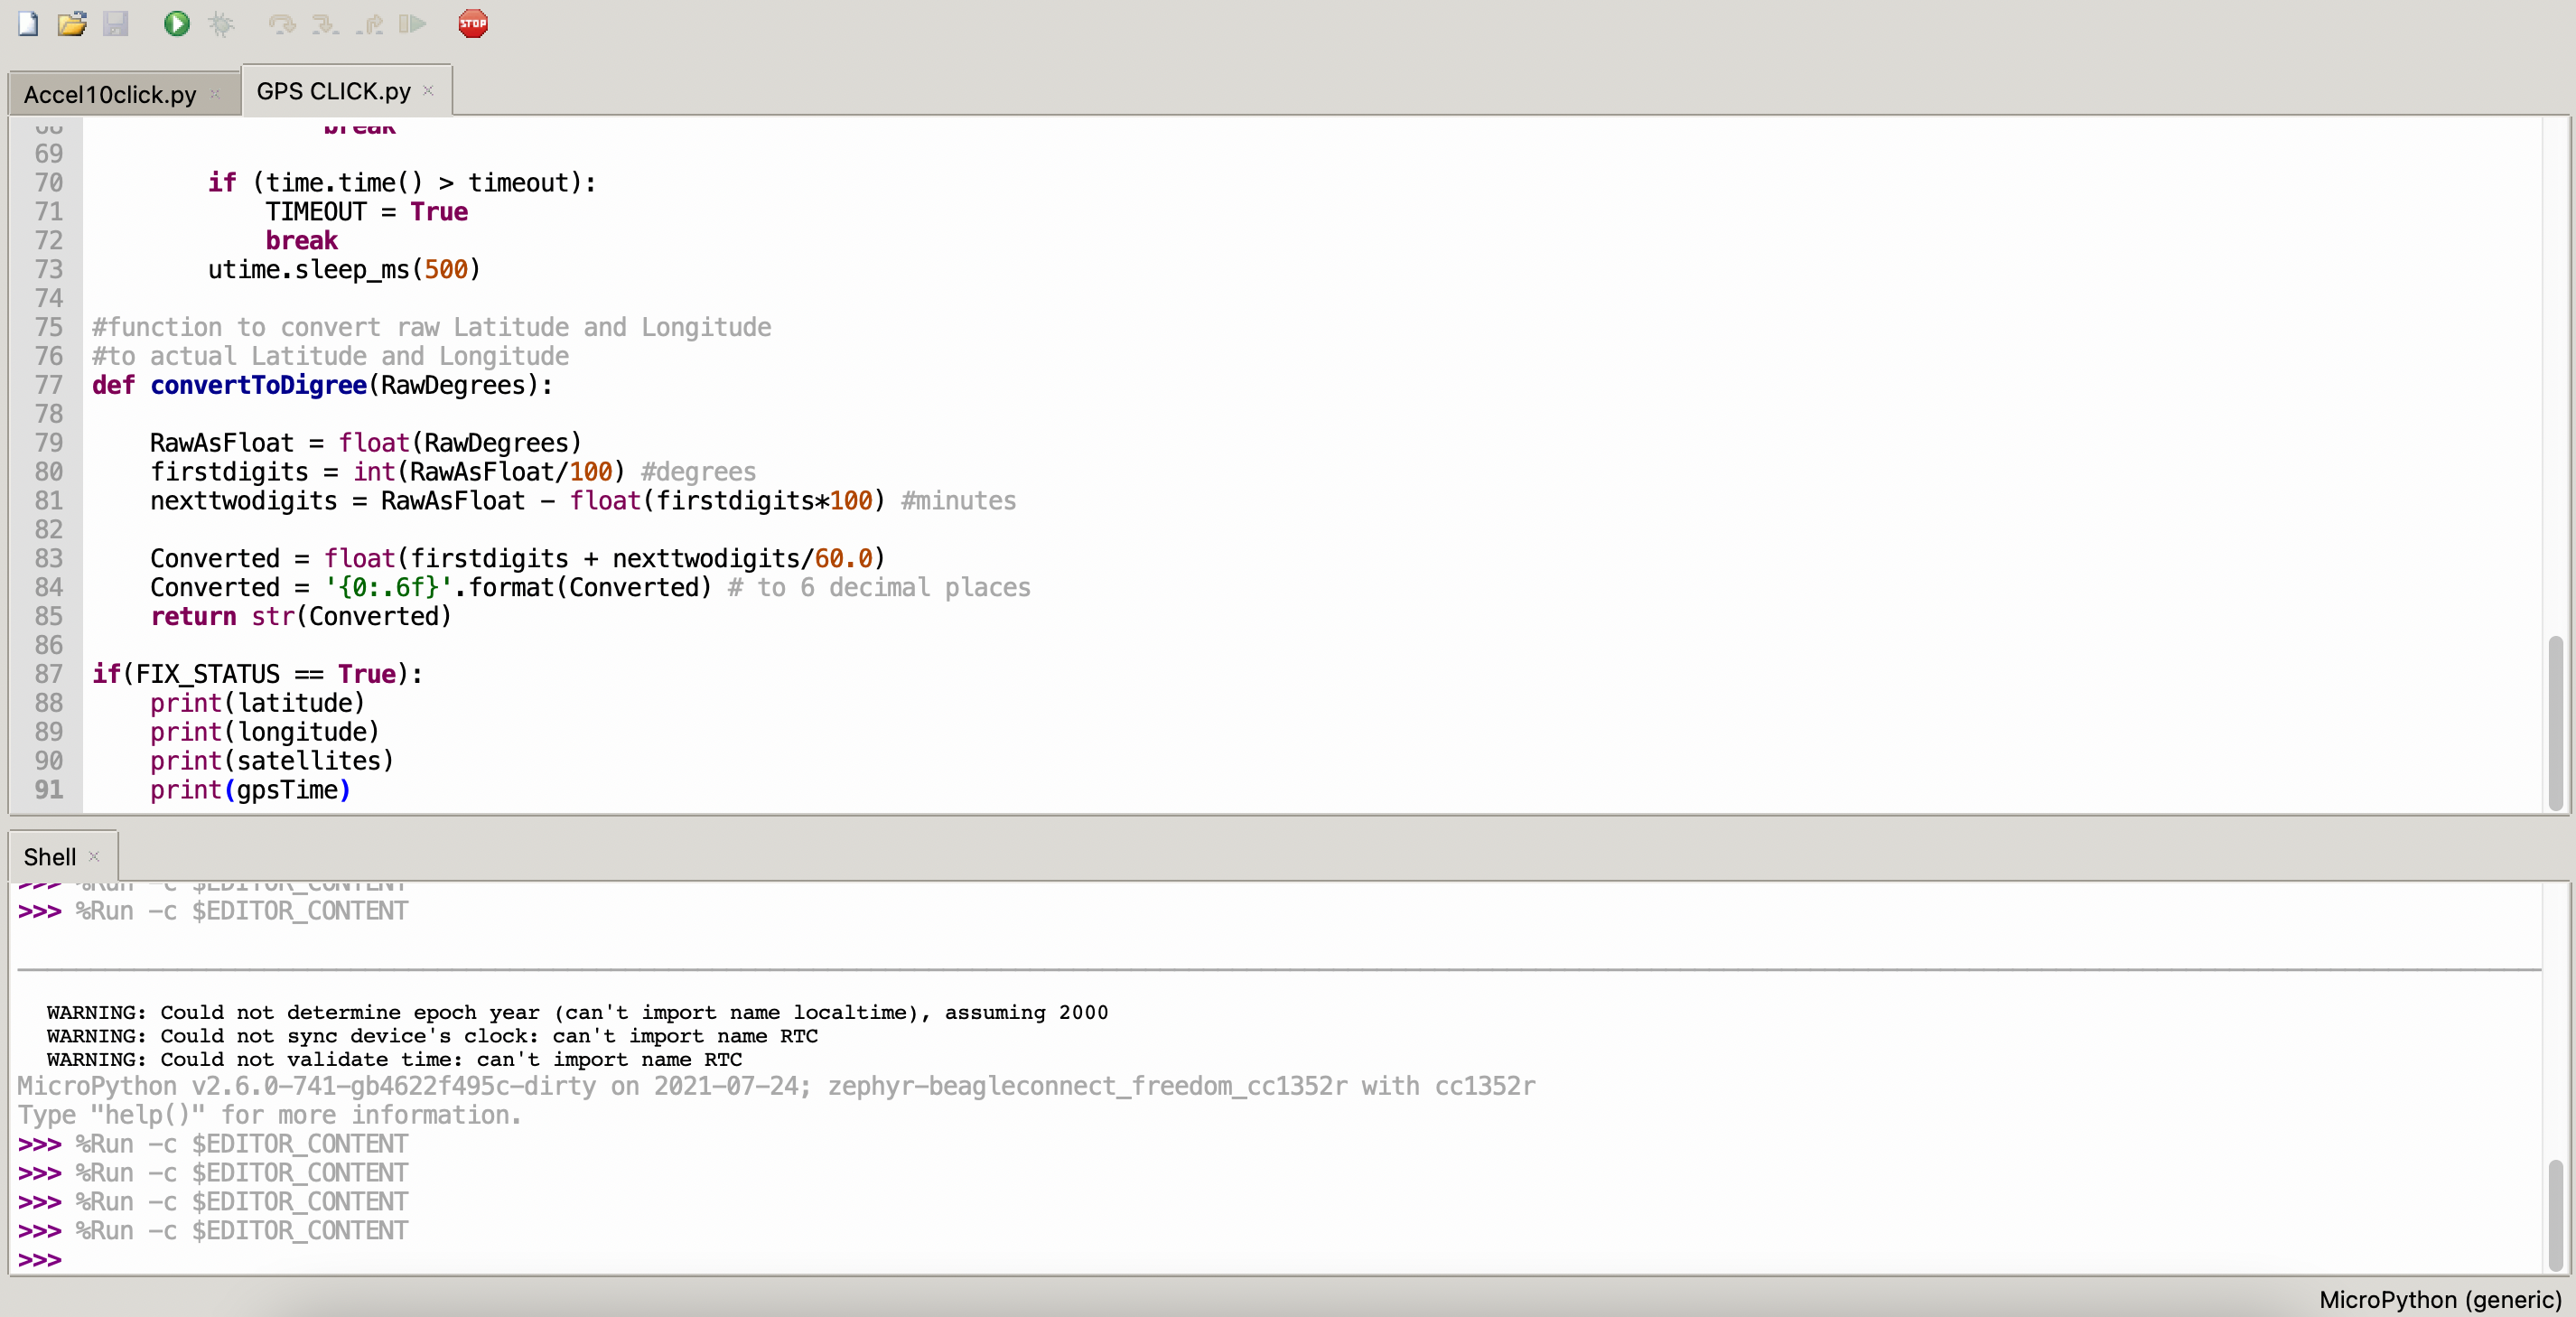 STOP
Accel10click.py
GPS CLICK.py
68 break
69
70 if (time.time() > timeout):
71 TIMEOUT = True
72 break
73 utime.sleep_ms(500)
74
75 #function to convert raw Latitude and Longitude
76 #to actual Latitude and Longitude
77 def convertToDigree(RawDegrees):
78
79 RawAsFloat = float(RawDegrees)
80 firstdigits = int(RawAsFloat/100) #degrees
81 nexttwodigits = RawAsFloat - float(firstdigits*100) #minutes
82
83 Converted = float(firstdigits + nexttwodigits/60.0)
84 Converted = '{0:.6f}'.format(Converted) # to 6 decimal places
85 return str(Converted)
86
87 if(FIX_STATUS == True):
88 print(latitude)
89 print(longitude)
90 print(satellites)
91 print(gpsTime)
Shell
>>> %Run -c $EDITOR_CONTENT
>>> %Run -c $EDITOR_CONTENT
WARNING: Could not determine epoch year (can't import name localtime), assuming 2000
WARNING: Could not sync device's clock: can't import name RTC
WARNING: Could not validate time: can't import name RTC
MicroPython v2.6.0-741-gb4622f495c-dirty on 2021-07-24; zephyr-beagleconnect_freedom_cc1352r with cc1352r
Type "help()" for more information.
>>> %Run -c $EDITOR_CONTENT
>>> %Run -c $EDITOR_CONTENT
>>> %Run -c $EDITOR_CONTENT
>>> %Run -c $EDITOR_CONTENT
>>>
MicroPython (generic)